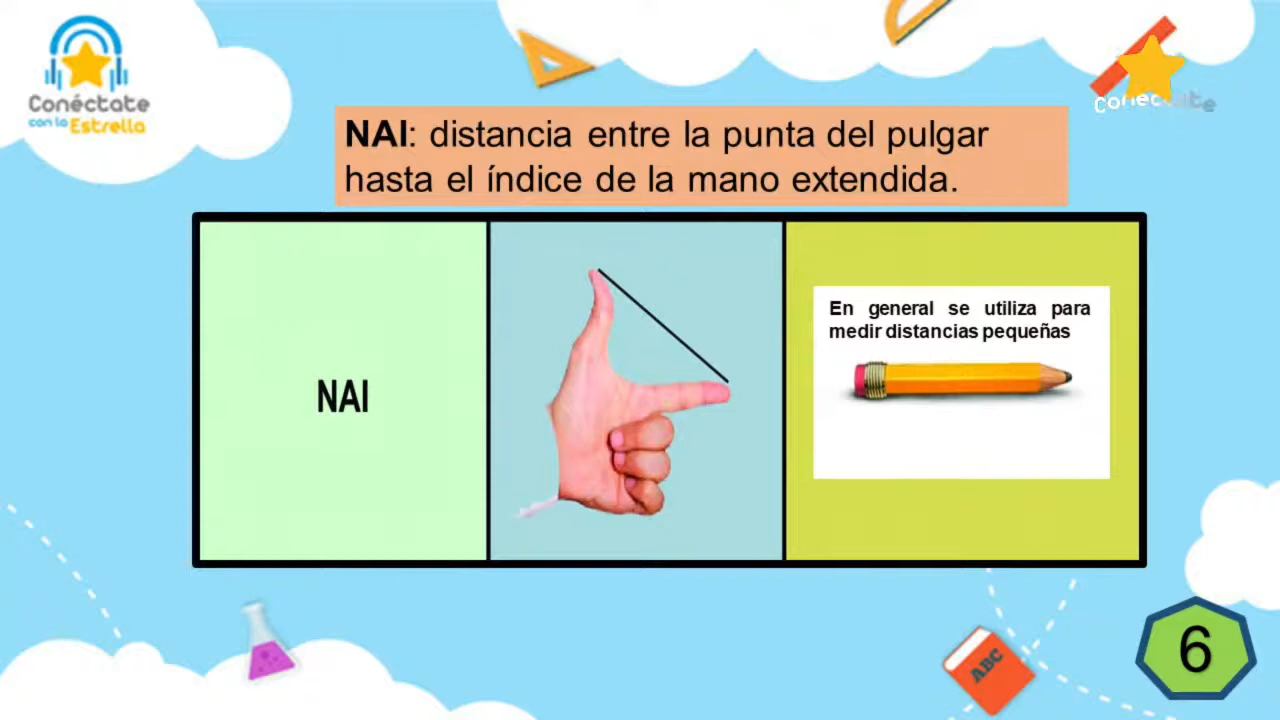 Conéctate
con la Estrella
NAI: distancia entre la punta del pulgar
hasta el índice de la mano extendida.
NAI
En general se utiliza para
medir distancias pequeñas
ABC
6